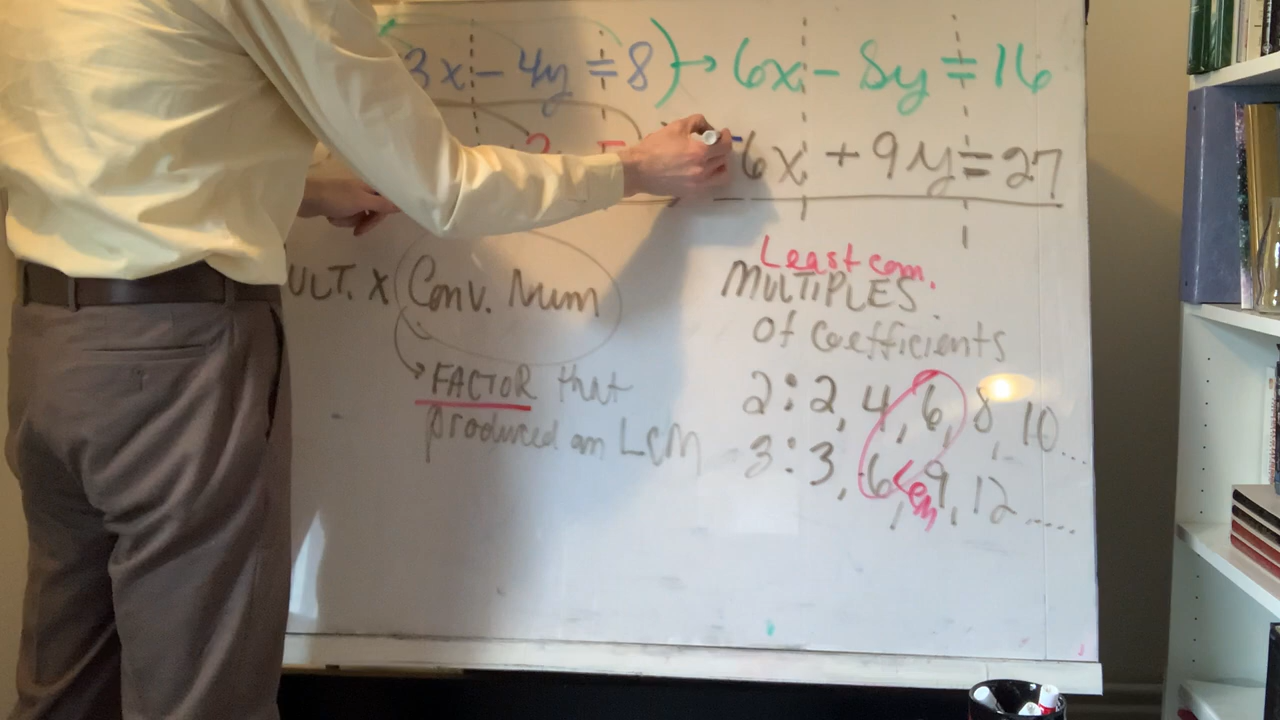 3x - 4y = 8) → 6x - 8y = 16
-6x + 9y = 27
ULT. X Conv. Num
FACTOR that
produced an LCM
Least com.
MULTIPLES
Of Coefficients
2 : 2, 4, 6, 8, 10...
3 : 3, 6, 9, 12.....
LCM